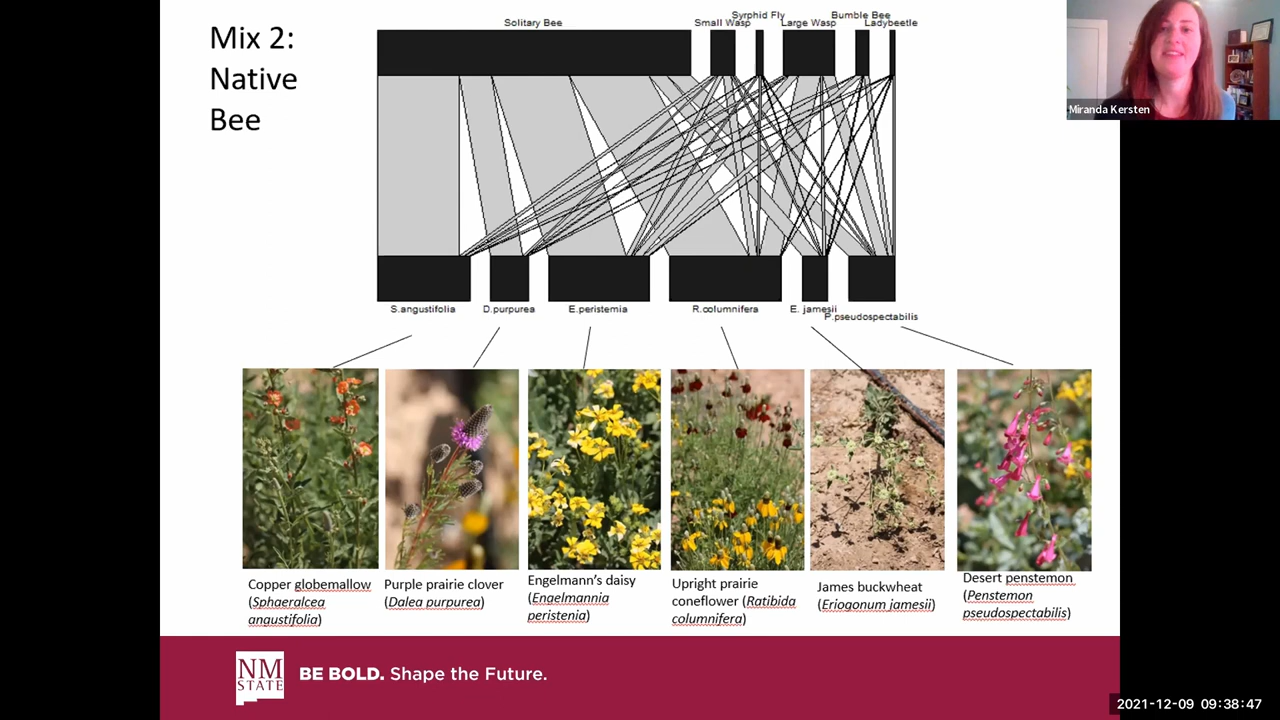 Mix 2:
Native
Bee
Solitary Bee
Small Wasp
Syrphid Fly
Large Wasp
Bumble Bee
Ladybeetle
Miranda Kersten
S.angustifolia
D.purpurea
E.peristemia
R.columnifera
E. jamesii
P.pseudospectabilis
Copper globemallow
(Sphaeralcea
angustifolia)
Purple prairie clover
(Dalea purpurea)
Engelmann's daisy
(Engelmannia
peristenia)
Upright prairie
coneflower (Ratibida
columnifera)
James buckwheat
(Eriogonum jamesii)
Desert penstemon
(Penstemon
pseudospectabilis)
NM
STATE
BE BOLD. Shape the Future.
2021-12-09 09:38:47